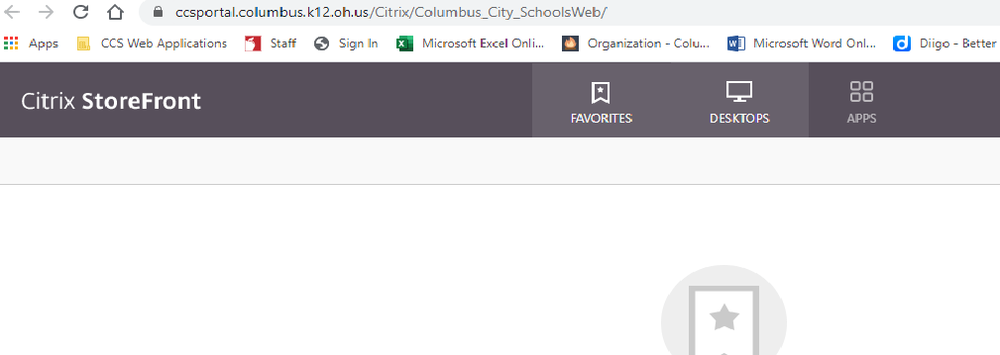 ccsportal.columbus.k12.oh.us/Citrix/Columbus_City_SchoolsWeb/
Apps CCS Web Applications Staff Sign In Microsoft Excel Onli... Organization - Colu... Microsoft Word Onl... Diigo - Better
Citrix StoreFront
FAVORITES DESKTOPS APPS